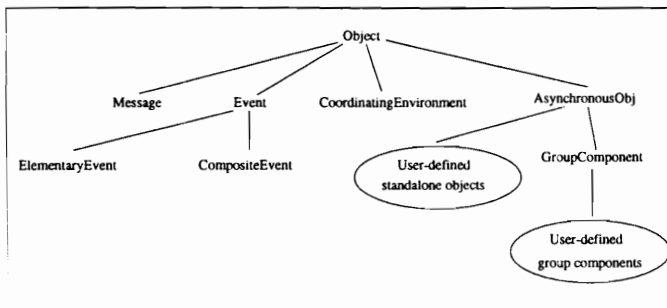 Object
Message
Event
CoordinatingEnvironment
AsynchronousObj
ElementaryEvent
CompositeEvent
User-defined
standalone objects
GroupComponent
User-defined
group components